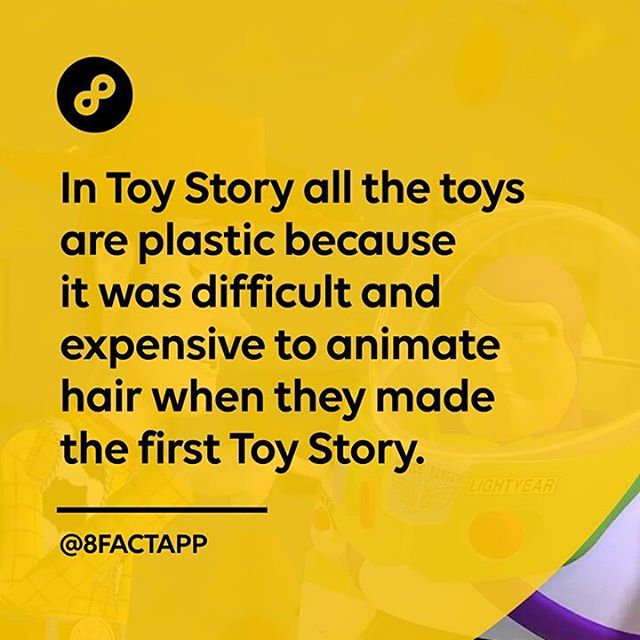 In Toy Story all the toys
are plastic because
it was difficult and
expensive to animate
hair when they made
the first Toy Story.
@8FACTAPP
RANGER
LIGHTYEAR